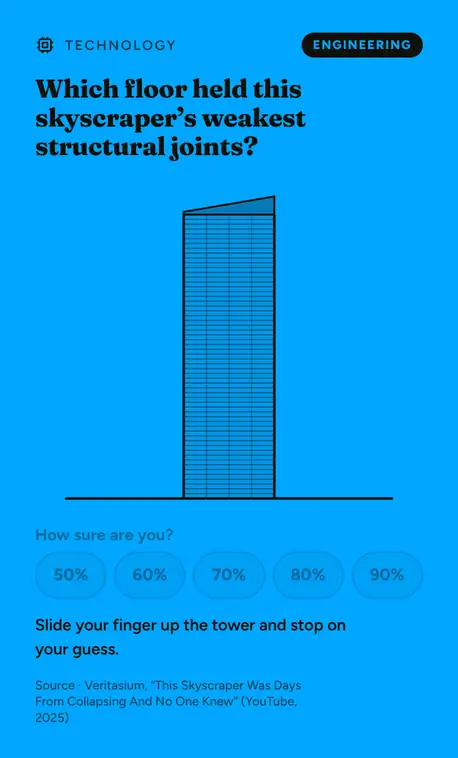 TECHNOLOGY
ENGINEERING
Which floor held this
skyscraper’s weakest
structural joints?
How sure are you?
50%
60%
70%
80%
90%
Slide your finger up the tower and stop on
your guess.
Source · Veritasium, “This Skyscraper Was Days
From Collapsing And No One Knew” (YouTube,
2025)